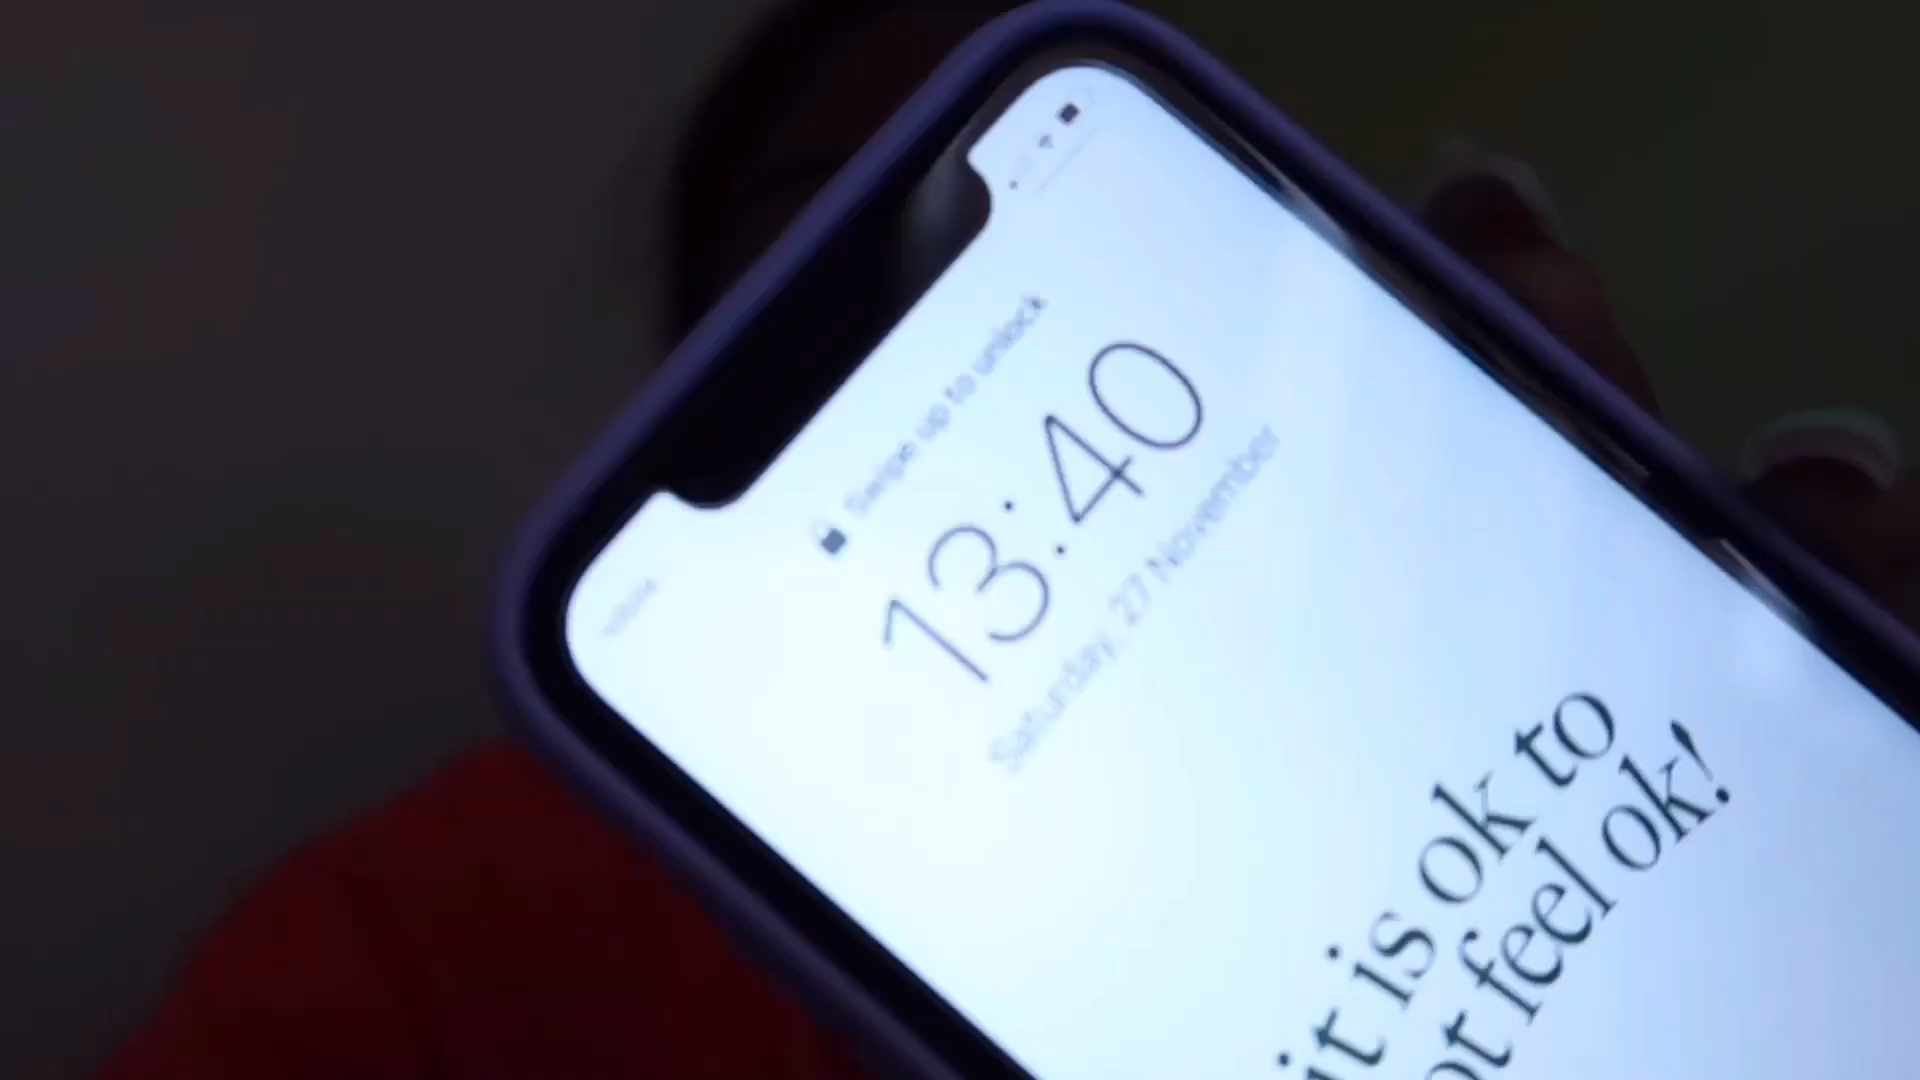 Swipe up to unlock
13:40
Saturday, 27 November
it is ok to
ot feel ok!